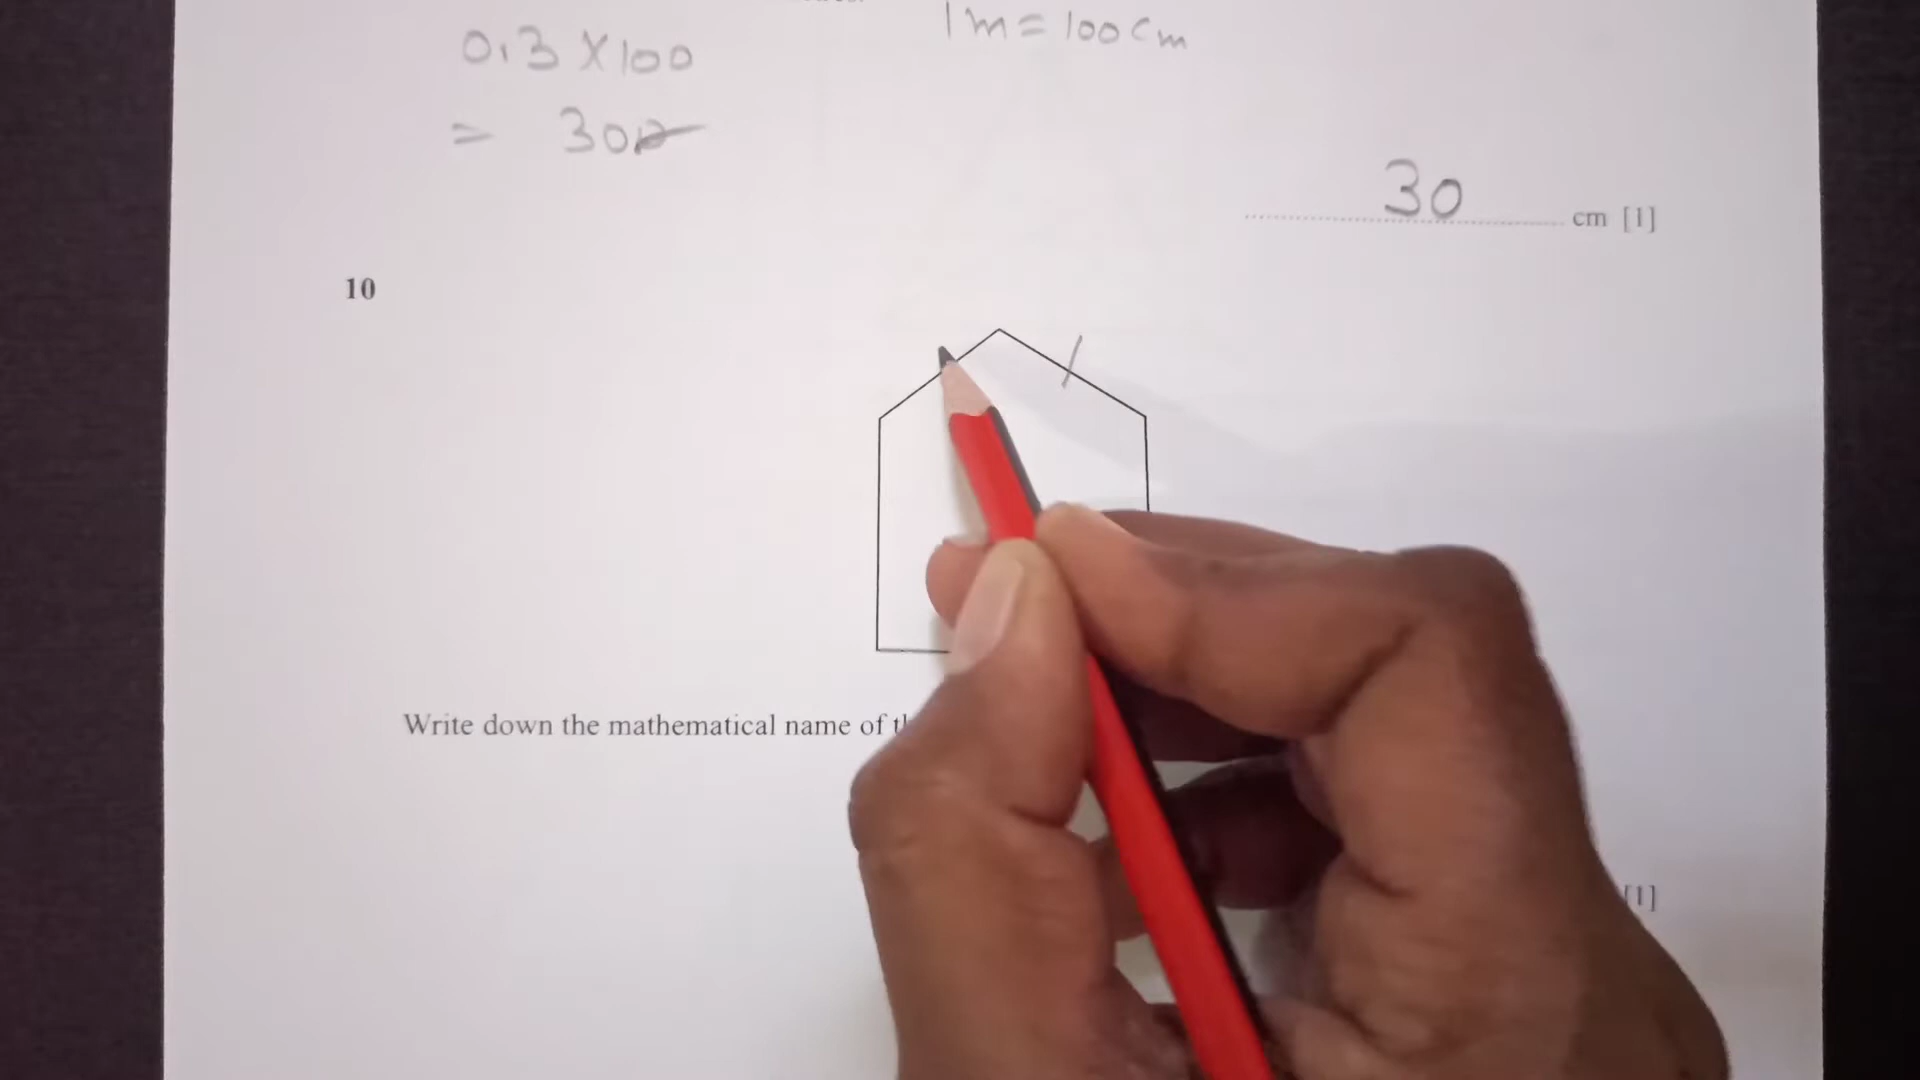 0.3 × 100
1m = 100cm
= 30
30
cm [1]
10
Write down the mathematical name of
[1]